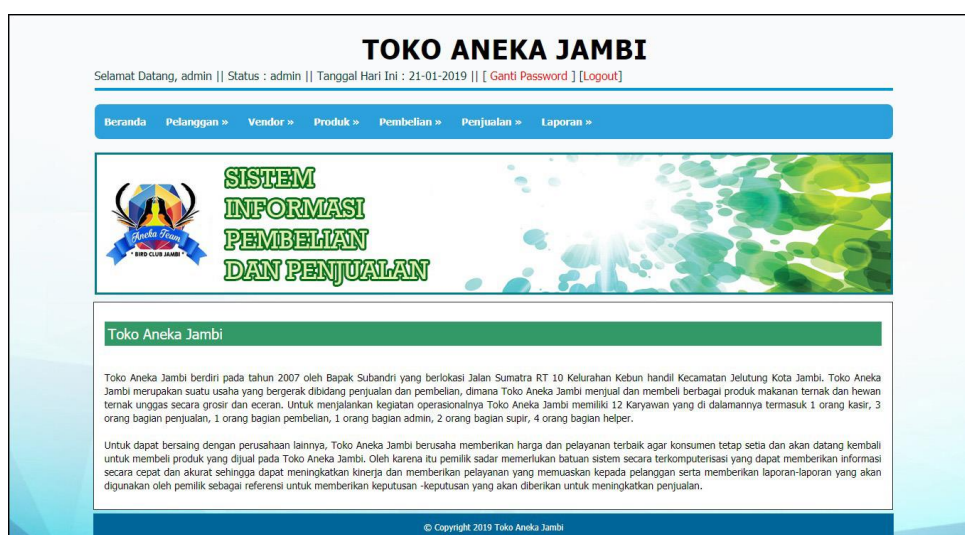 TOKO ANEKA JAMBI
Selamat Datang, admin || Status : admin || Tanggal Hari Ini : 21-01-2019 || [ Ganti Password ] [Logout]
Beranda Pelanggan » Vendor » Produk » Pembelian » Penjualan » Laporan »
SISTEM
INFORMASI
PEMBELIAN
DAN PENJUALAN
Aneka Team
* BIRD CLUB JAMBI *
Toko Aneka Jambi
Toko Aneka Jambi berdiri pada tahun 2007 oleh Bapak Subandri yang berlokasi Jalan Sumatra RT 10 Kelurahan Kebun handil Kecamatan Jelutung Kota Jambi. Toko Aneka
Jambi merupakan suatu usaha yang bergerak dibidang penjualan dan pembelian, dimana Toko Aneka Jambi menjual dan membeli berbagai produk makanan ternak dan hewan
ternak unggas secara grosir dan eceran. Untuk menjalankan kegiatan operasionalnya Toko Aneka Jambi memiliki 12 Karyawan yang di dalamannya termasuk 1 orang kasir, 3
orang bagian penjualan, 1 orang bagian pembelian, 1 orang bagian admin, 2 orang bagian supir, 4 orang bagian helper.
Untuk dapat bersaing dengan perusahaan lainnya, Toko Aneka Jambi berusaha memberikan harga dan pelayanan terbaik agar konsumen tetap setia dan akan datang kembali
untuk membeli produk yang dijual pada Toko Aneka Jambi. Oleh karena itu pemilik sadar memerlukan batuan sistem secara terkomputerisasi yang dapat memberikan informasi
secara cepat dan akurat sehingga dapat meningkatkan kinerja dan memberikan pelayanan yang memuaskan kepada pelanggan serta memberikan laporan-laporan yang akan
digunakan oleh pemilik sebagai referensi untuk memberikan keputusan -keputusan yang akan diberikan untuk meningkatkan penjualan.
© Copyright 2019 Toko Aneka Jambi